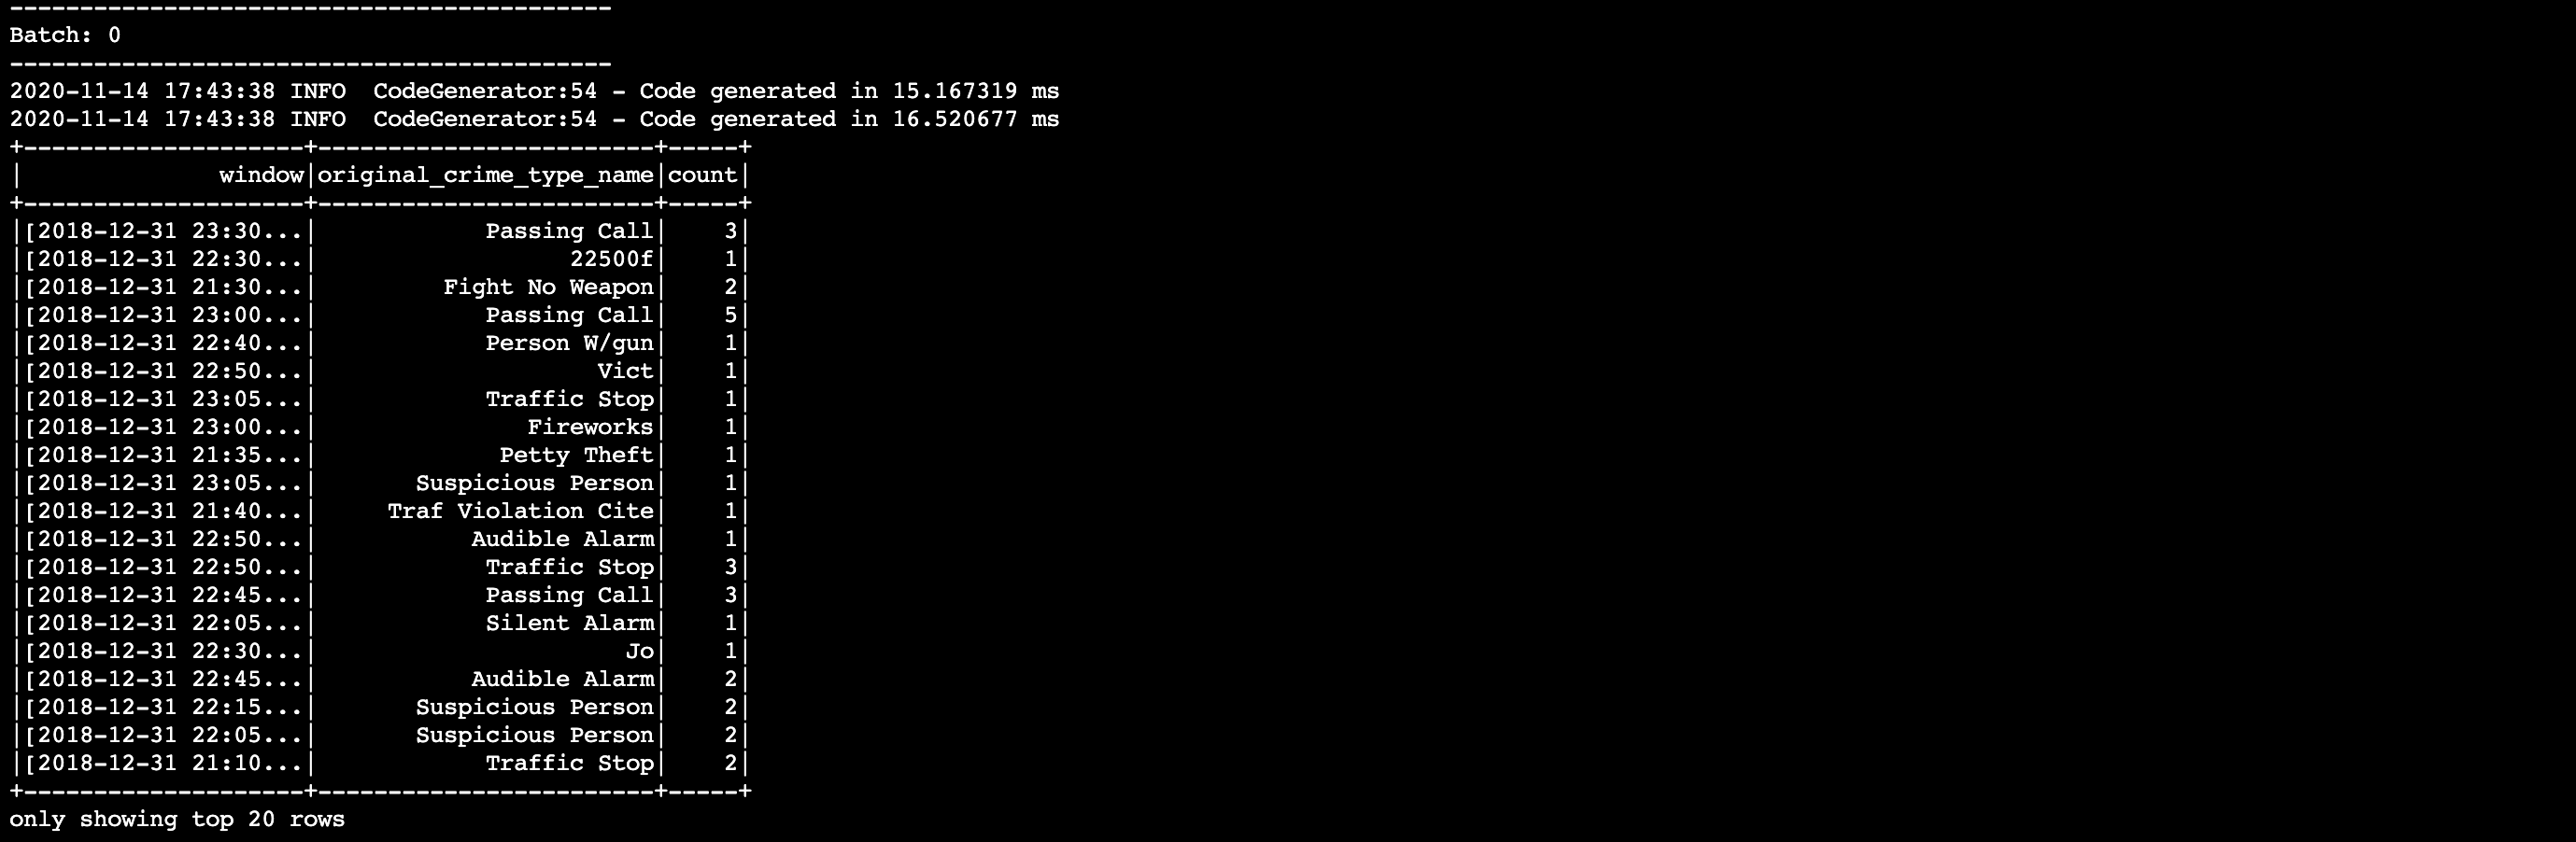 -------------------------------------------
Batch: 0
-------------------------------------------
2020-11-14 17:43:38 INFO  CodeGenerator:54 - Code generated in 15.167319 ms
2020-11-14 17:43:38 INFO  CodeGenerator:54 - Code generated in 16.520677 ms
+--------------------+------------------------+-----+
|              window|original_crime_type_name|count|
+--------------------+------------------------+-----+
|[2018-12-31 23:30...|            Passing Call|    3|
|[2018-12-31 22:30...|                  22500f|    1|
|[2018-12-31 21:30...|         Fight No Weapon|    2|
|[2018-12-31 23:00...|            Passing Call|    5|
|[2018-12-31 22:40...|            Person W/gun|    1|
|[2018-12-31 22:50...|                    Vict|    1|
|[2018-12-31 23:05...|            Traffic Stop|    1|
|[2018-12-31 23:00...|               Fireworks|    1|
|[2018-12-31 21:35...|             Petty Theft|    1|
|[2018-12-31 23:05...|       Suspicious Person|    1|
|[2018-12-31 21:40...|     Traf Violation Cite|    1|
|[2018-12-31 22:50...|           Audible Alarm|    1|
|[2018-12-31 22:50...|            Traffic Stop|    3|
|[2018-12-31 22:45...|            Passing Call|    3|
|[2018-12-31 22:05...|            Silent Alarm|    1|
|[2018-12-31 22:30...|                      Jo|    1|
|[2018-12-31 22:45...|           Audible Alarm|    2|
|[2018-12-31 22:15...|       Suspicious Person|    2|
|[2018-12-31 22:05...|       Suspicious Person|    2|
|[2018-12-31 21:10...|            Traffic Stop|    2|
+--------------------+------------------------+-----+
only showing top 20 rows